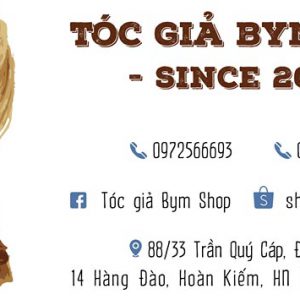 TÓC GIẢ BYM
- SINCE 20
0972566693
Tóc giả Bym Shop
88/33 Trần Quý Cáp,
14 Hàng Đào, Hoàn Kiếm, HN